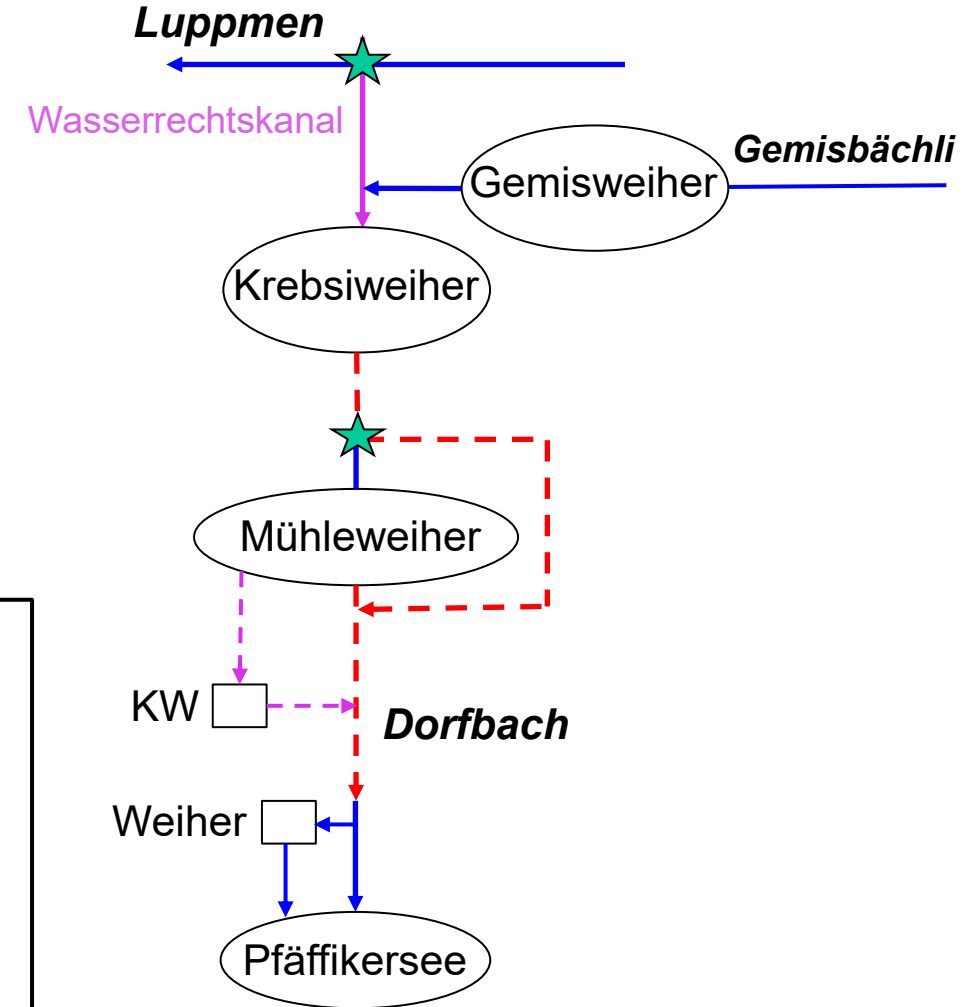 Luppmen
Wasserrechtskanal
Gemisbächli
Gemisweiher
Krebsiweiher
Mühleweiher
KW
Dorfbach
Weiher
Pfäffikersee